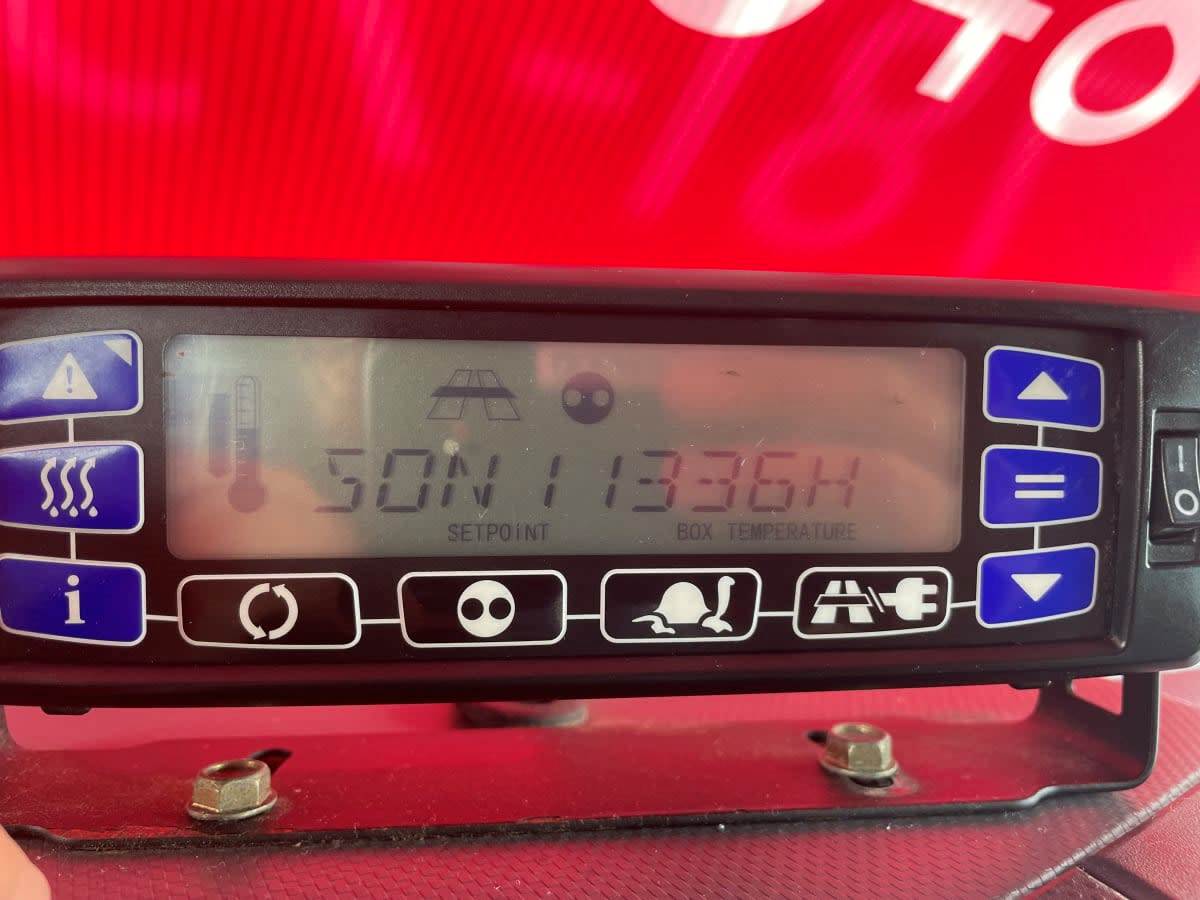 SON 11336H
SETPOINT BOX TEMPERATURE
i